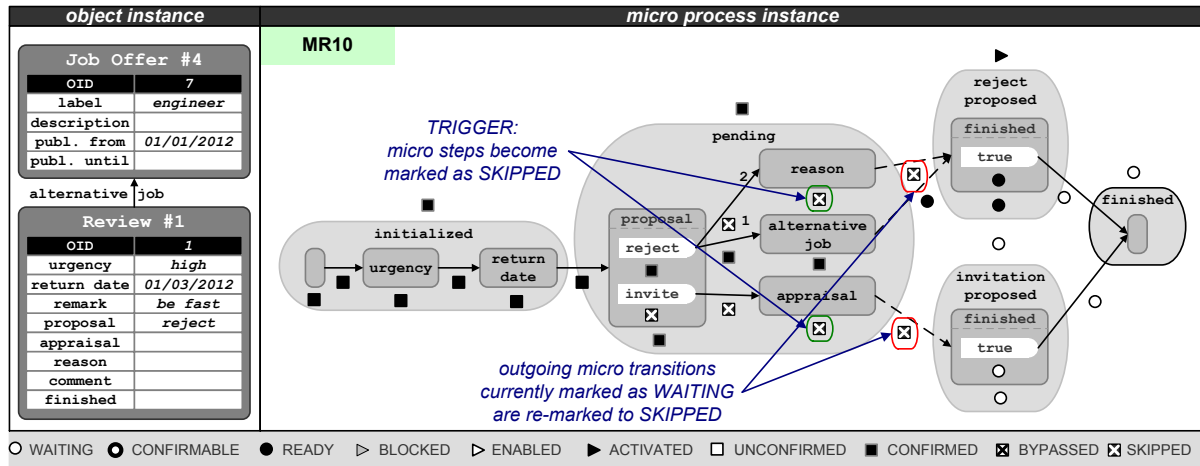 object instance
micro process instance
MR10
Job Offer #4
OID 7
label engineer
description
publ. from 01/01/2012
publ. until
alternative job
Review #1
OID 1
urgency high
return date 01/03/2012
remark be fast
proposal reject
appraisal
reason
comment
finished
TRIGGER:
micro steps become
marked as SKIPPED
initialized
urgency
return
date
pending
proposal
reject
invite
2
1
reason
alternative
job
appraisal
outgoing micro transitions
currently marked as WAITING
are re-marked to SKIPPED
reject
proposed
finished
true
invitation
proposed
finished
true
finished
WAITING CONFIRMABLE READY BLOCKED ENABLED ACTIVATED UNCONFIRMED CONFIRMED BYPASSED SKIPPED